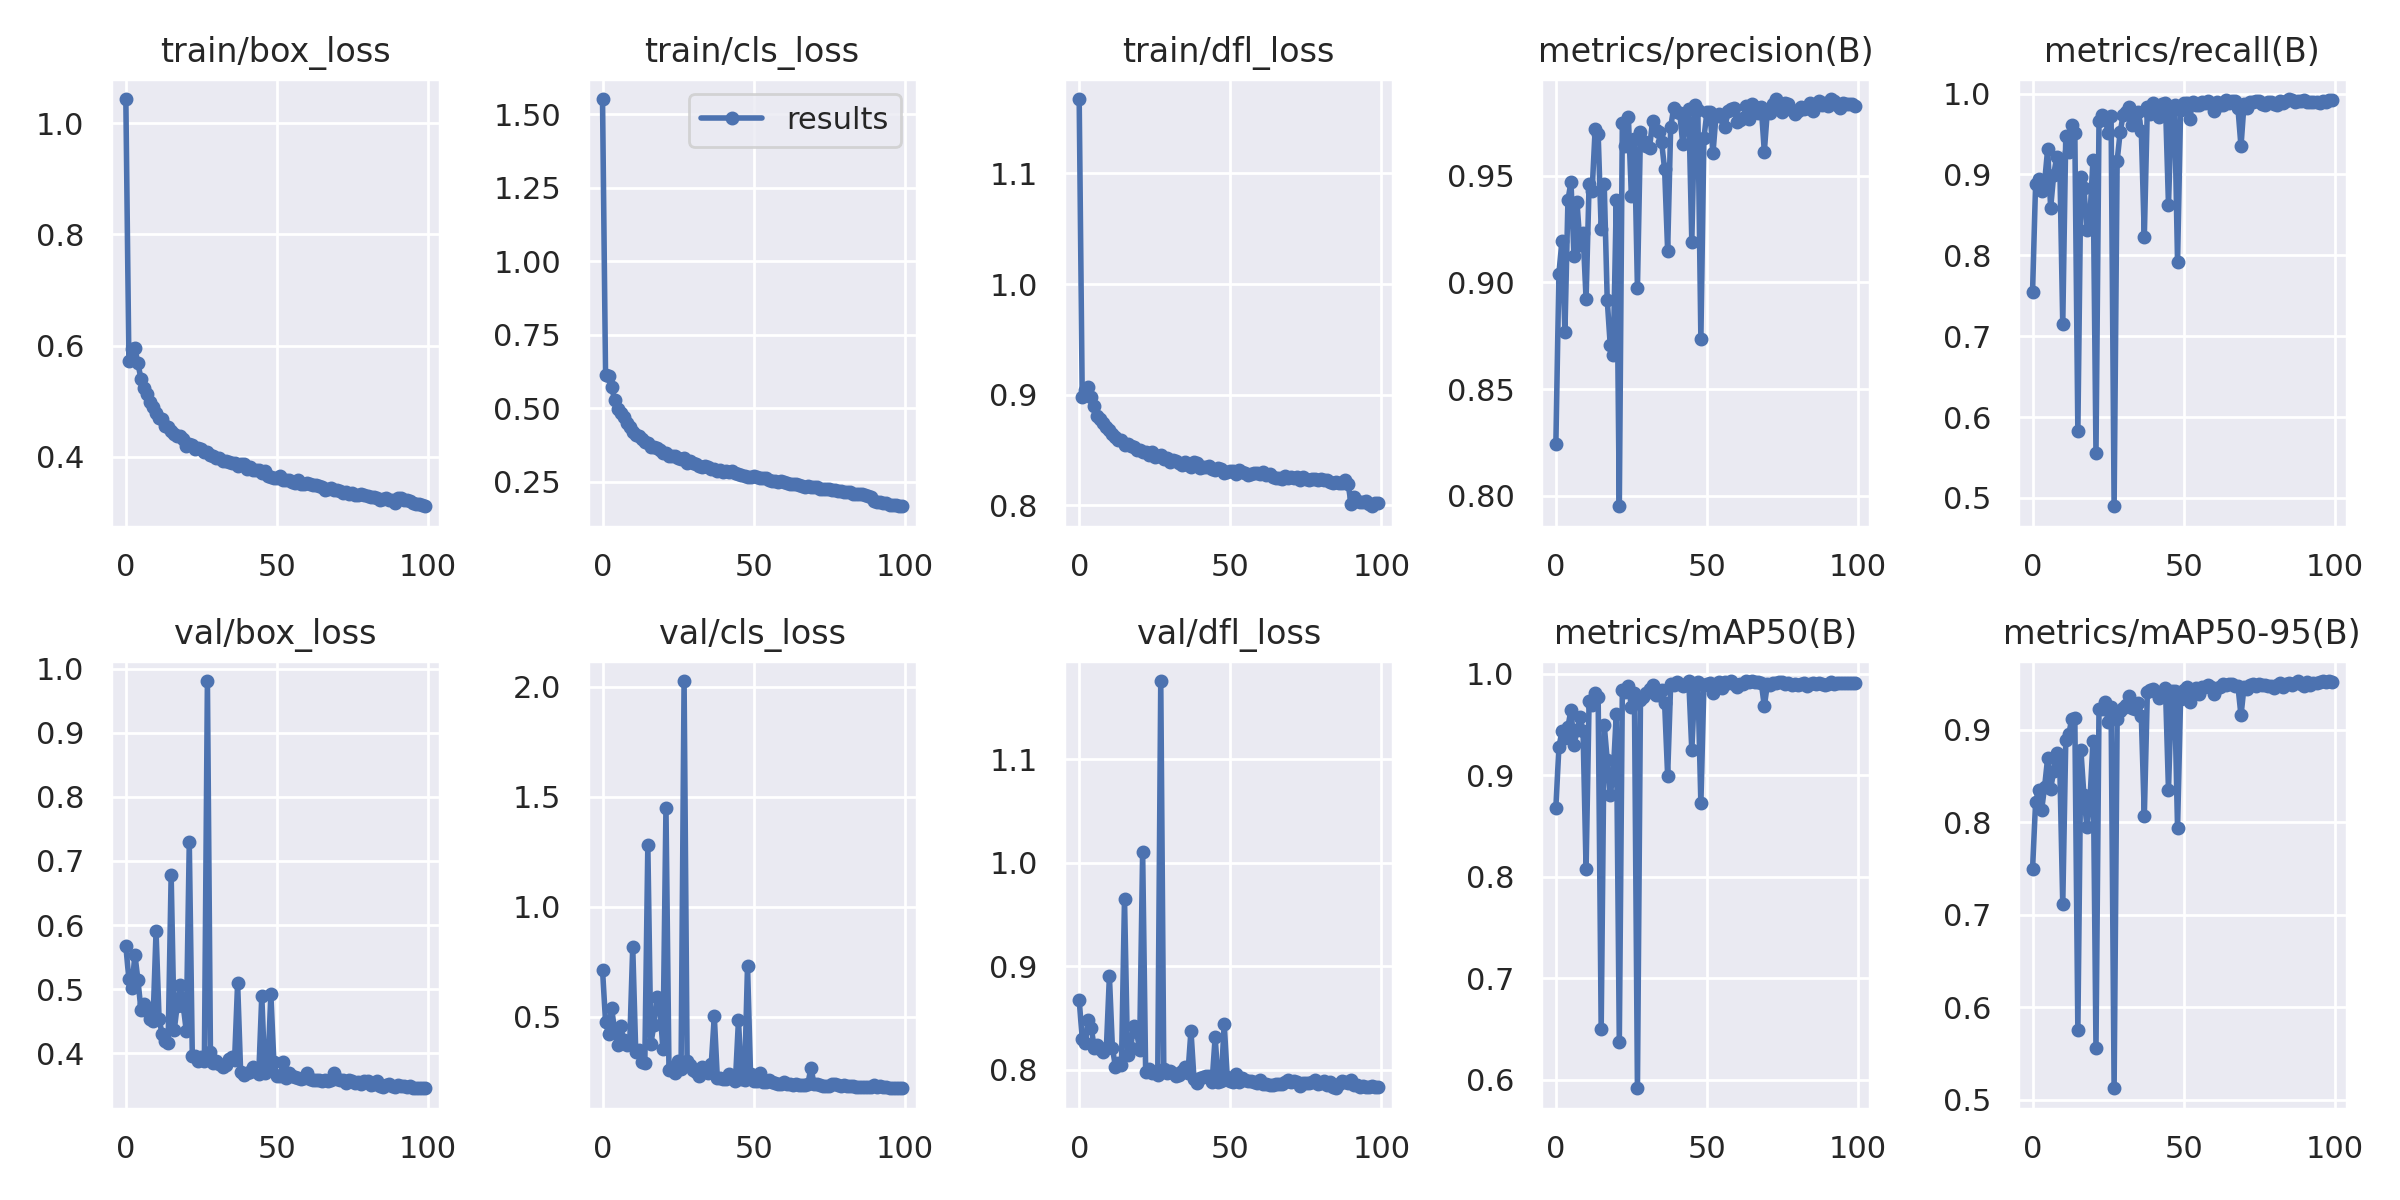 train/box_loss
train/cls_loss
train/dfl_loss
metrics/precision(B)
metrics/recall(B)
1.0
0.8
0.6
0.4
0 50 100
results
1.50
1.25
1.00
0.75
0.50
0.25
0 50 100
1.1
1.0
0.9
0.8
0 50 100
0.95
0.90
0.85
0.80
0 50 100
1.0
0.9
0.8
0.7
0.6
0.5
0 50 100
val/box_loss
val/cls_loss
val/dfl_loss
metrics/mAP50(B)
metrics/mAP50-95(B)
1.0
0.9
0.8
0.7
0.6
0.5
0.4
0 50 100
2.0
1.5
1.0
0.5
0 50 100
1.1
1.0
0.9
0.8
0 50 100
1.0
0.9
0.8
0.7
0.6
0 50 100
0.9
0.8
0.7
0.6
0.5
0 50 100